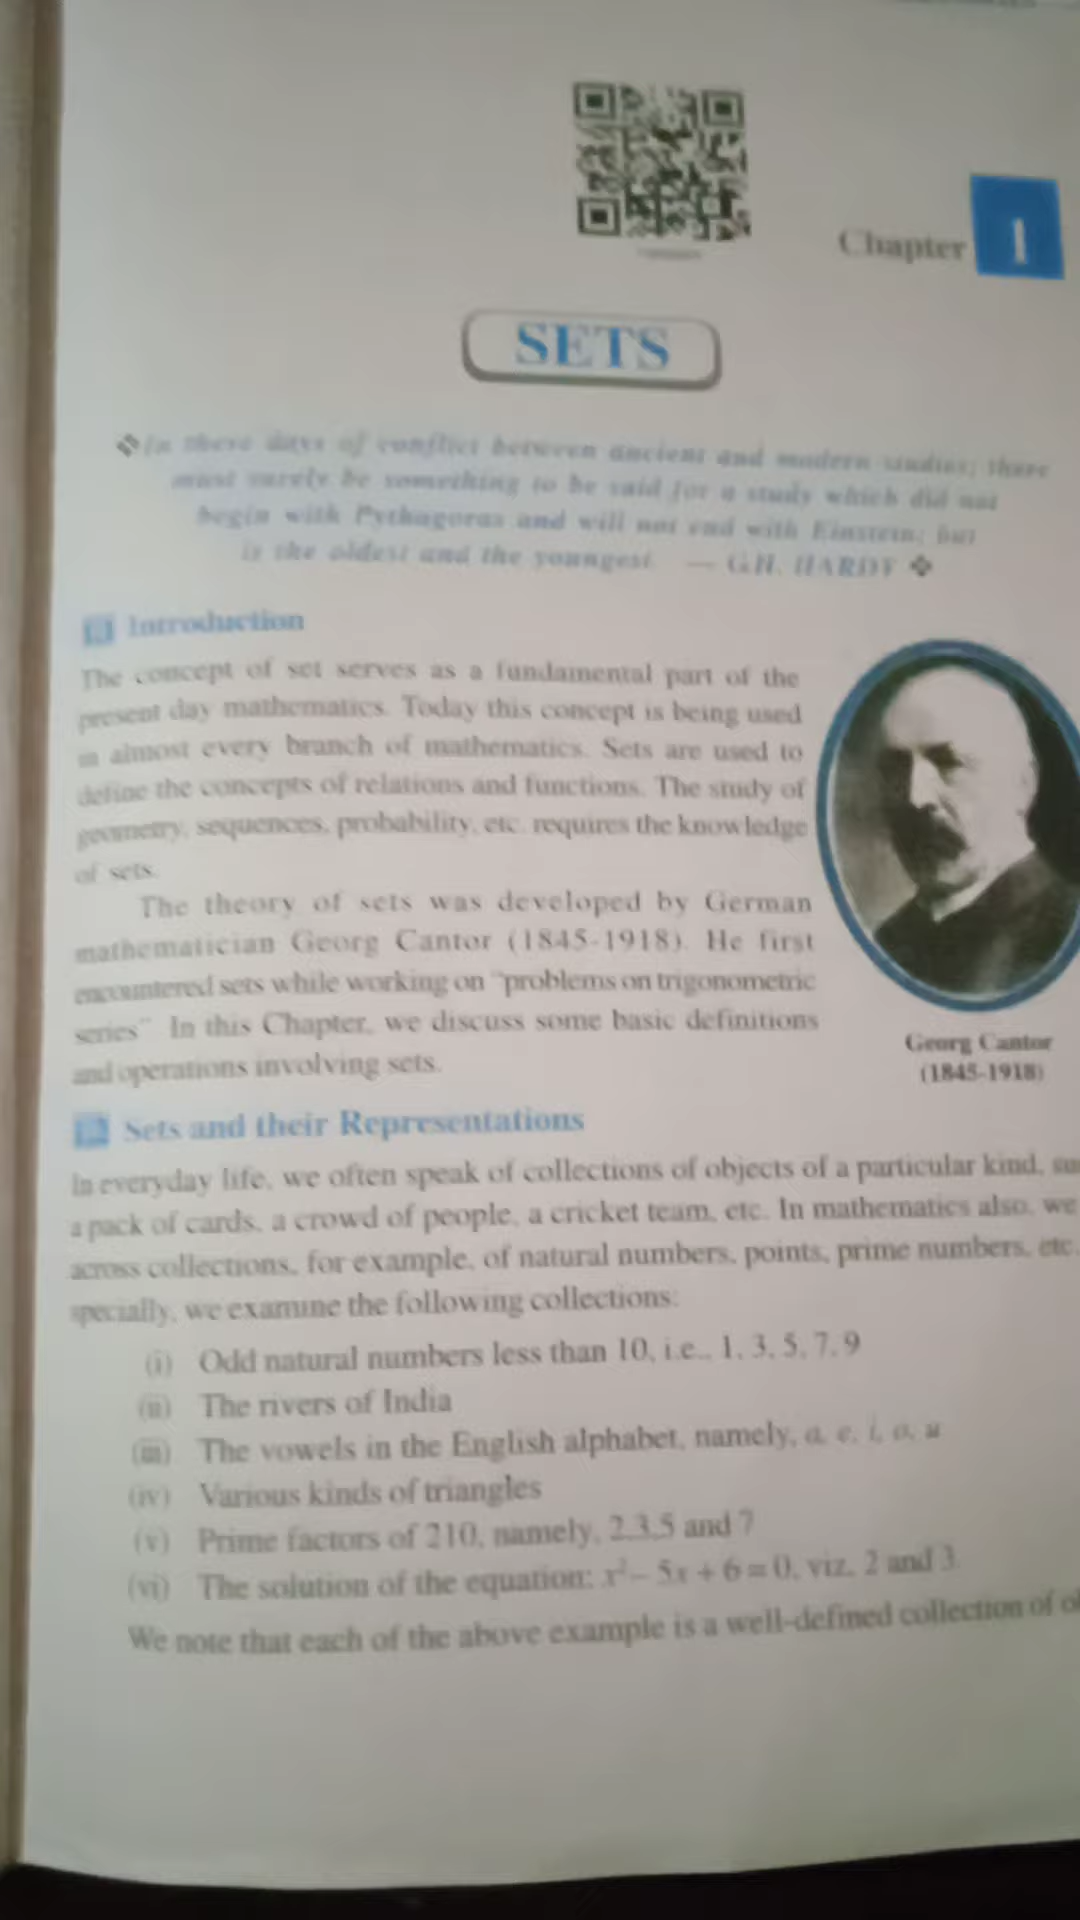 Chapter 1
SETS
❖In these days of conflict between ancient and modern studies; there
must surely be something to be said for a study which did not
begin with Pythagoras and will not end with Einstein; but
is the oldest and the youngest. — G.H. HARDY ❖
Introduction
The concept of set serves as a fundamental part of the
present day mathematics. Today this concept is being used
in almost every branch of mathematics. Sets are used to
define the concepts of relations and functions. The study of
geometry, sequences, probability, etc. requires the knowledge
of sets.
The theory of sets was developed by German
mathematician Georg Cantor (1845-1918). He first
encountered sets while working on “problems on trigonometric
series”. In this Chapter, we discuss some basic definitions
and operations involving sets.
Georg Cantor
(1845-1918)
Sets and their Representations
In everyday life, we often speak of collections of objects of a particular kind,
a pack of cards, a crowd of people, a cricket team, etc. In mathematics also, we
across collections, for example, of natural numbers, points, prime numbers, etc.
specially, we examine the following collections:
(i) Odd natural numbers less than 10, i.e., 1, 3, 5, 7, 9
(ii) The rivers of India
(iii) The vowels in the English alphabet, namely, a, e, i, o, u
(iv) Various kinds of triangles
(v) Prime factors of 210, namely, 2,3,5 and 7
(vi) The solution of the equation: x² – 5x + 6 = 0, viz, 2 and 3.
We note that each of the above example is a well-defined collection of